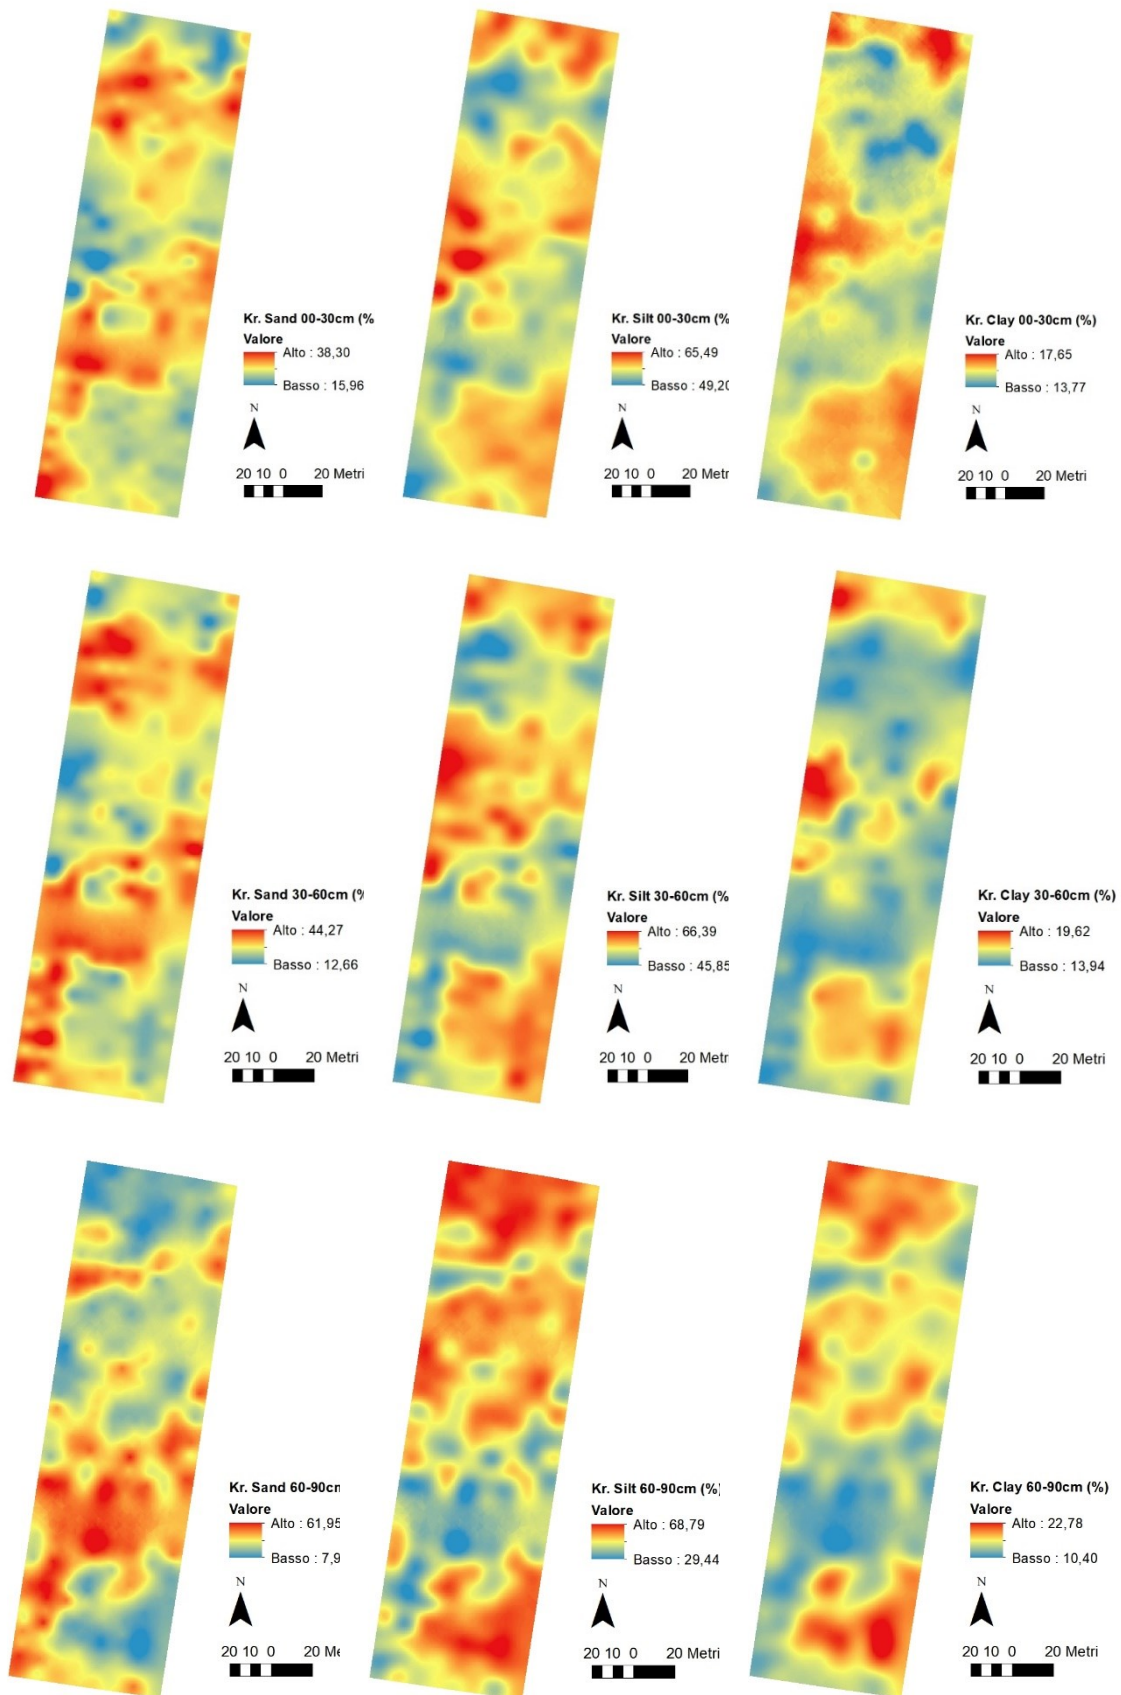 Kr. Sand 00-30cm (%
Valore
Alto : 38,30
Basso : 15,96
N
20 10 0 20 Metri
Kr. Silt 00-30cm (%
Valore
Alto : 65,49
Basso : 49,20
N
20 10 0 20 Metri
Kr. Clay 00-30cm (%)
Valore
Alto : 17,65
Basso : 13,77
N
20 10 0 20 Metri
Kr. Sand 30-60cm (%
Valore
Alto : 44,27
Basso : 12,66
N
20 10 0 20 Metri
Kr. Silt 30-60cm (%
Valore
Alto : 66,39
Basso : 45,85
N
20 10 0 20 Metri
Kr. Clay 30-60cm (%)
Valore
Alto : 19,62
Basso : 13,94
N
20 10 0 20 Metri
Kr. Sand 60-90cm
Valore
Alto : 61,95
Basso : 7,9
N
20 10 0 20 Me
Kr. Silt 60-90cm (%)
Valore
Alto : 68,79
Basso : 29,44
N
20 10 0 20 Metri
Kr. Clay 60-90cm (%)
Valore
Alto : 22,78
Basso : 10,40
N
20 10 0 20 Metri